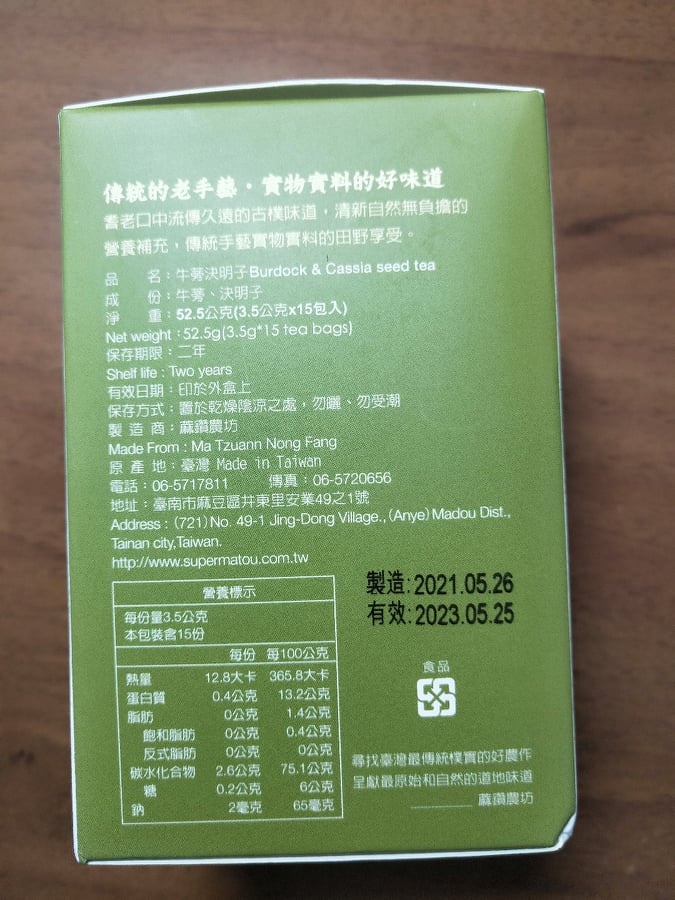 傳統的老手藝・實物實料的好味道
耆老口中流傳久遠的古樸味道，清新自然無負擔的
營養補充，傳統手藝實物實料的田野享受。
品　　名：牛蒡決明子Burdock & Cassia seed tea
成　　份：牛蒡、決明子
淨　　重：52.5公克(3.5公克x15包入)
Net weight：52.5g(3.5g*15 tea bags)
保存期限：二年
Shelf life : Two years
有效日期：印於外盒上
保存方式：置於乾燥陰涼之處，勿曬、勿受潮
製 造 商：蔴鑽農坊
Made From : Ma Tzuann Nong Fang
原 產 地：臺灣 Made in Taiwan
電話：06-5717811　　傳真：06-5720656
地址：臺南市麻豆區井東里安業49之1號
Address : (721) No. 49-1 Jing-Dong Village., (Anye) Madou Dist.,
Tainan city,Taiwan.
http://www.supermatou.com.tw
營養標示
每份量3.5公克
本包裝含15份
每份 每100公克
熱量 12.8大卡 365.8大卡
蛋白質 0.4公克 13.2公克
脂肪 0公克 1.4公克
飽和脂肪 0公克 0.4公克
反式脂肪 0公克 0公克
碳水化合物 2.6公克 75.1公克
糖 0.2公克 6公克
鈉 2毫克 65毫克
製造:2021.05.26
有效:2023.05.25
食品
尋找臺灣最傳統樸實的好農作
呈獻最原始和自然的道地味道
蔴鑽農坊